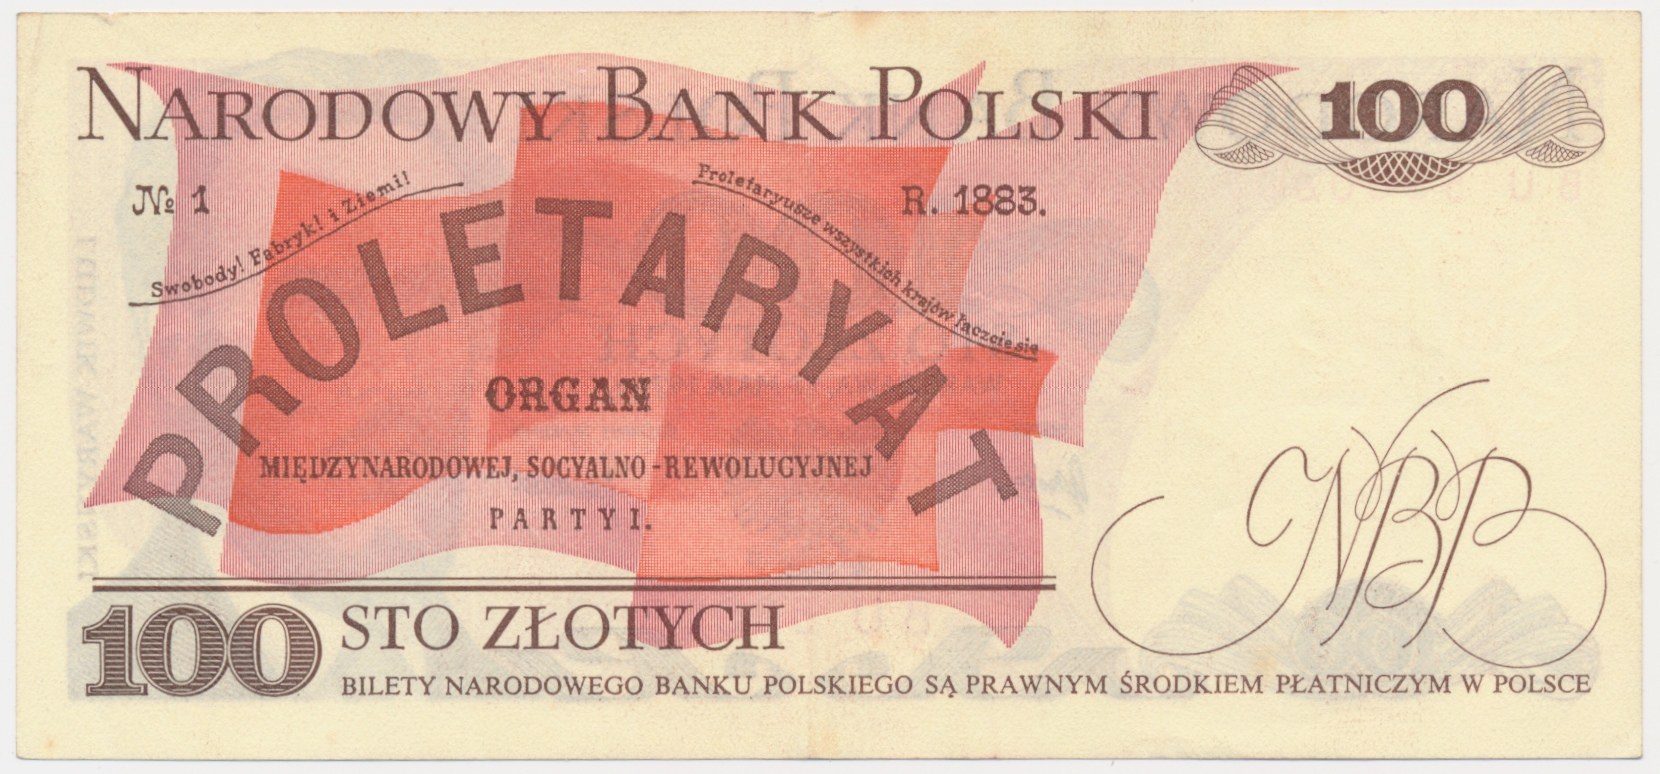 NARODOWY BANK POLSKI
100
№ 1
R. 1883.
Swobody! Fabryk! i Ziemi!
Proletaryusze wszystkich krajów łączcie się
PROLETARYAT
ORGAN
MIĘDZYNARODOWEJ, SOCYALNO-REWOLUCYJNEJ
PARTYI.
NBP
100 STO ZŁOTYCH
BILETY NARODOWEGO BANKU POLSKIEGO SĄ PRAWNYM ŚRODKIEM PŁATNICZYM W POLSCE